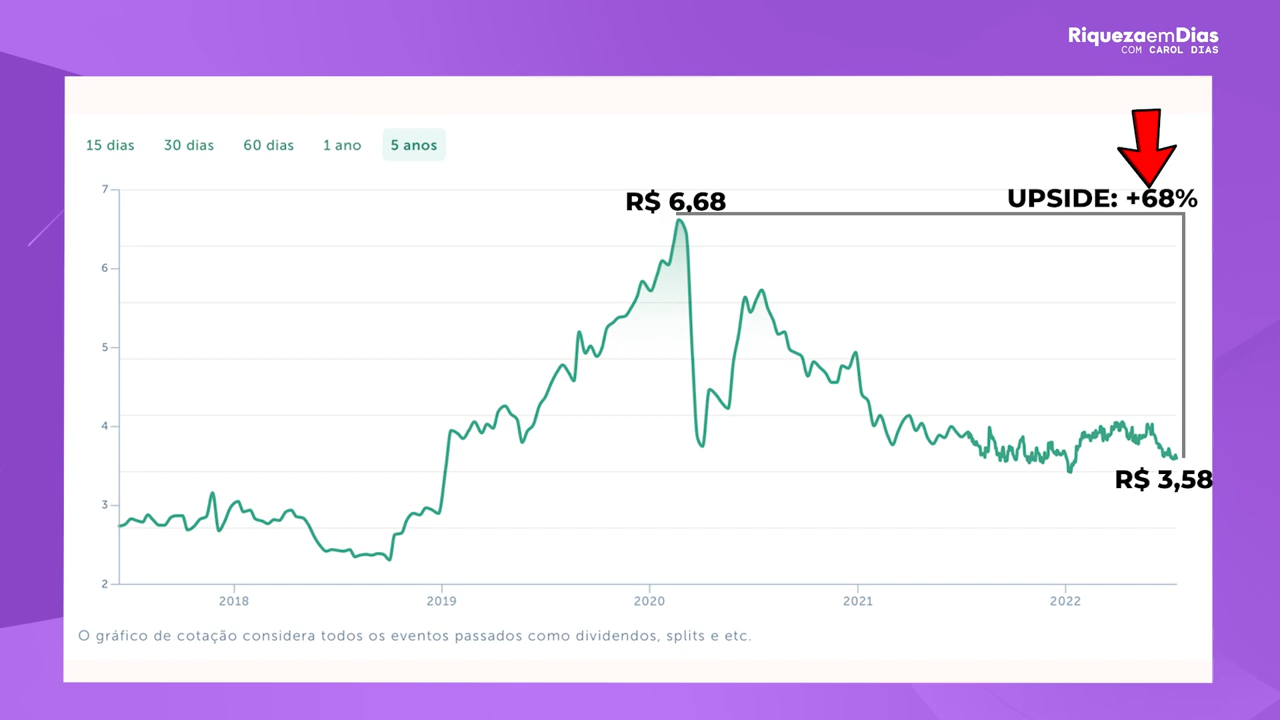 RiquezaemDias
COM CAROL DIAS
15 dias 30 dias 60 dias 1 ano 5 anos
UPSIDE: +68%
R$ 6,68
7
6
5
4
3
2
R$ 3,58
2018 2019 2020 2021 2022
O gráfico de cotação considera todos os eventos passados como dividendos, splits e etc.